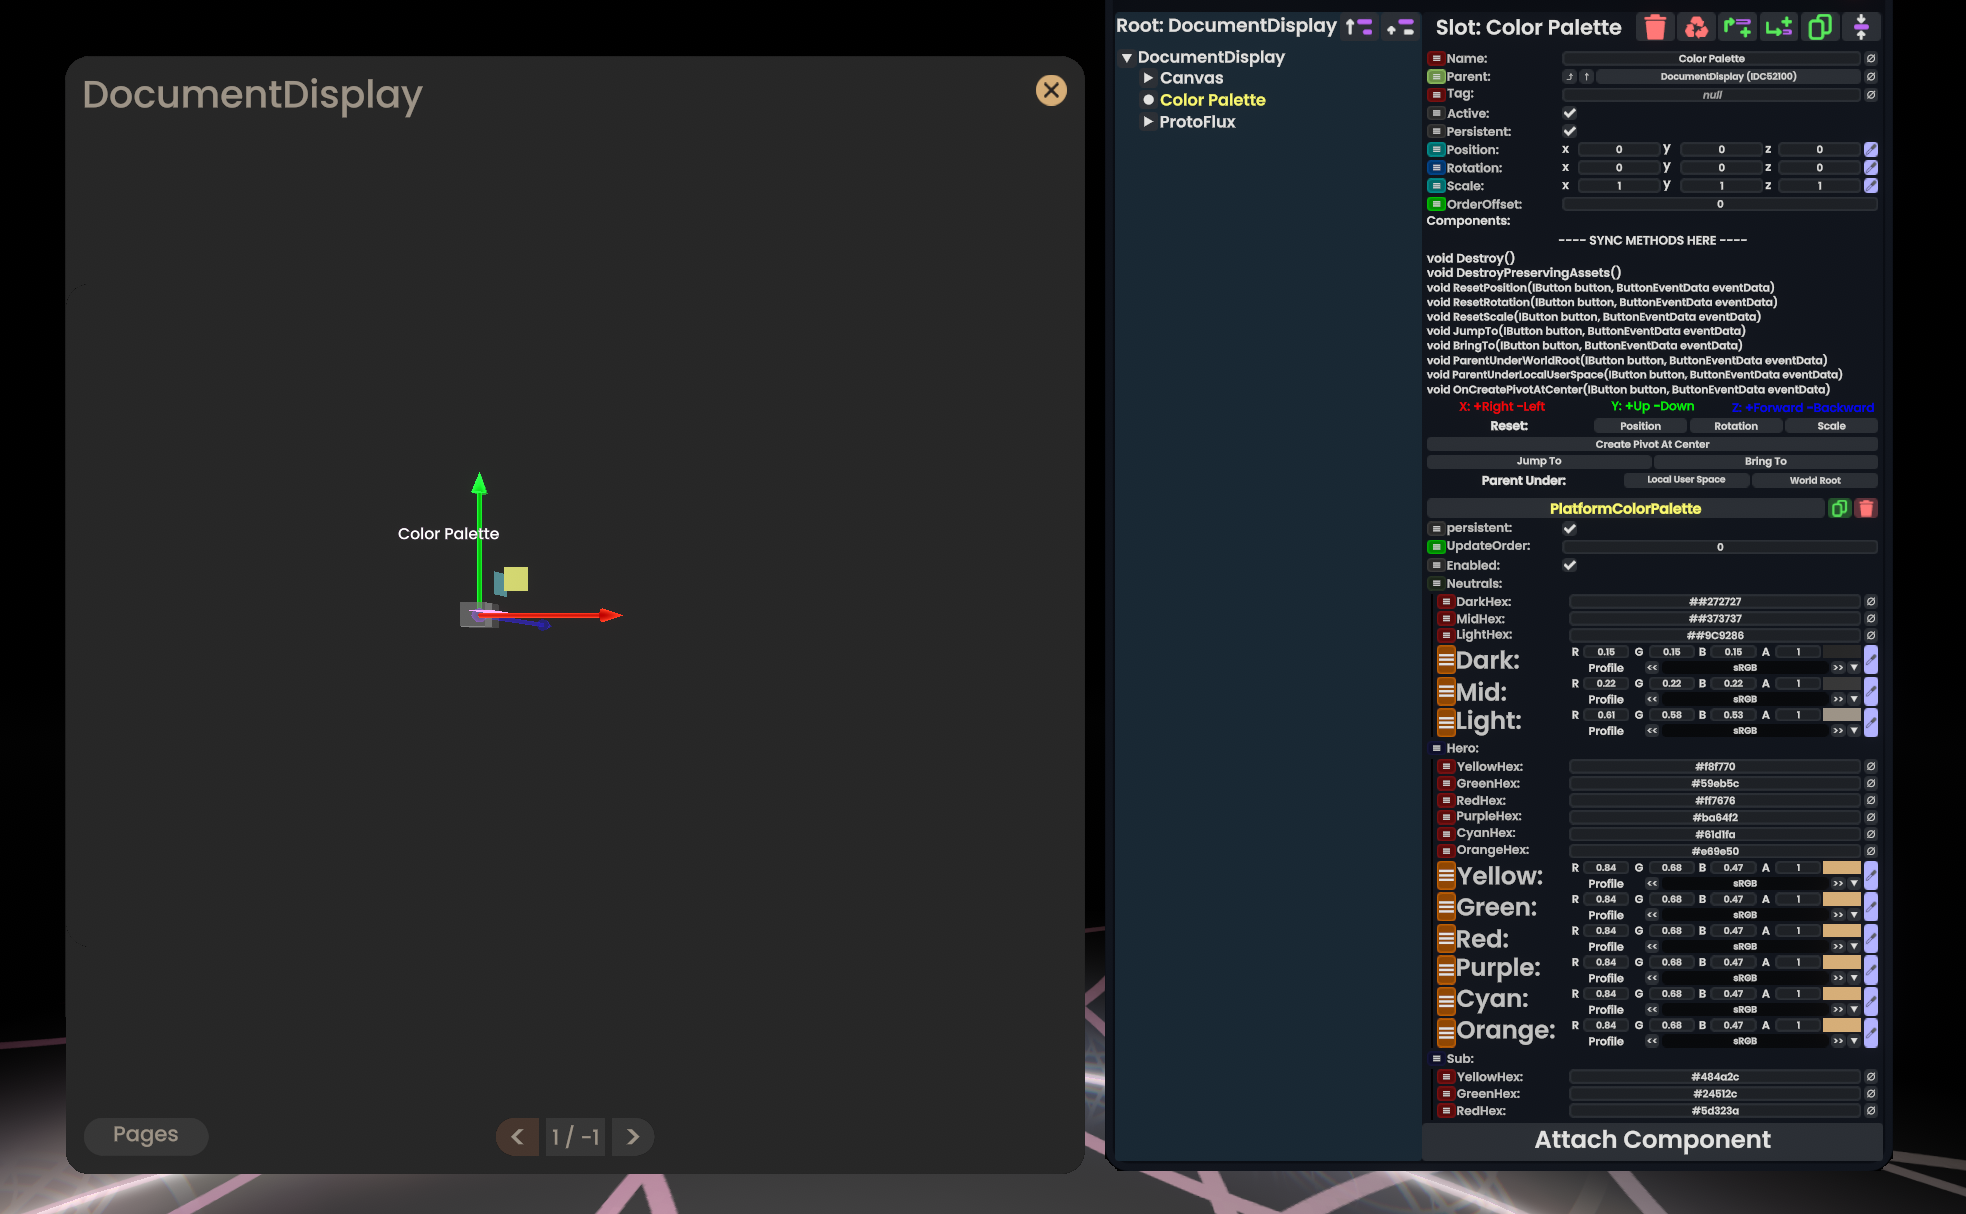 DocumentDisplay
Color Palette
Pages
1 / -1
Root: DocumentDisplay
DocumentDisplay
Canvas
Color Palette
ProtoFlux
Slot: Color Palette
Name: Color Palette
Parent: DocumentDisplay (IDC52100)
Tag: null
Active:
Persistent:
Position: x 0 y 0 z 0
Rotation: x 0 y 0 z 0
Scale: x 1 y 1 z 1
OrderOffset: 0
Components:
---- SYNC METHODS HERE ----
void Destroy()
void DestroyPreservingAssets()
void ResetPosition(IButton button, ButtonEventData eventData)
void ResetRotation(IButton button, ButtonEventData eventData)
void ResetScale(IButton button, ButtonEventData eventData)
void JumpTo(IButton button, ButtonEventData eventData)
void BringTo(IButton button, ButtonEventData eventData)
void ParentUnderWorldRoot(IButton button, ButtonEventData eventData)
void ParentUnderLocalUserSpace(IButton button, ButtonEventData eventData)
void OnCreatePivotAtCenter(IButton button, ButtonEventData eventData)
X: +Right -Left Y: +Up -Down Z: +Forward -Backward
Reset: Position Rotation Scale
Create Pivot At Center
Jump To Bring To
Parent Under: Local User Space World Root
PlatformColorPalette
persistent:
UpdateOrder: 0
Enabled:
Neutrals:
DarkHex: ##272727
MidHex: ##373737
LightHex: ##9C9286
Dark: R 0.15 G 0.15 B 0.15 A 1
Profile << sRGB >>
Mid: R 0.22 G 0.22 B 0.22 A 1
Profile << sRGB >>
Light: R 0.61 G 0.58 B 0.53 A 1
Profile << sRGB >>
Hero:
YellowHex: #f8f770
GreenHex: #59eb5c
RedHex: #ff7676
PurpleHex: #ba64f2
CyanHex: #61d1fa
OrangeHex: #e69e50
Yellow: R 0.84 G 0.68 B 0.47 A 1
Profile << sRGB >>
Green: R 0.84 G 0.68 B 0.47 A 1
Profile << sRGB >>
Red: R 0.84 G 0.68 B 0.47 A 1
Profile << sRGB >>
Purple: R 0.84 G 0.68 B 0.47 A 1
Profile << sRGB >>
Cyan: R 0.84 G 0.68 B 0.47 A 1
Profile << sRGB >>
Orange: R 0.84 G 0.68 B 0.47 A 1
Profile << sRGB >>
Sub:
YellowHex: #484a2c
GreenHex: #24512c
RedHex: #5d323a
Attach Component